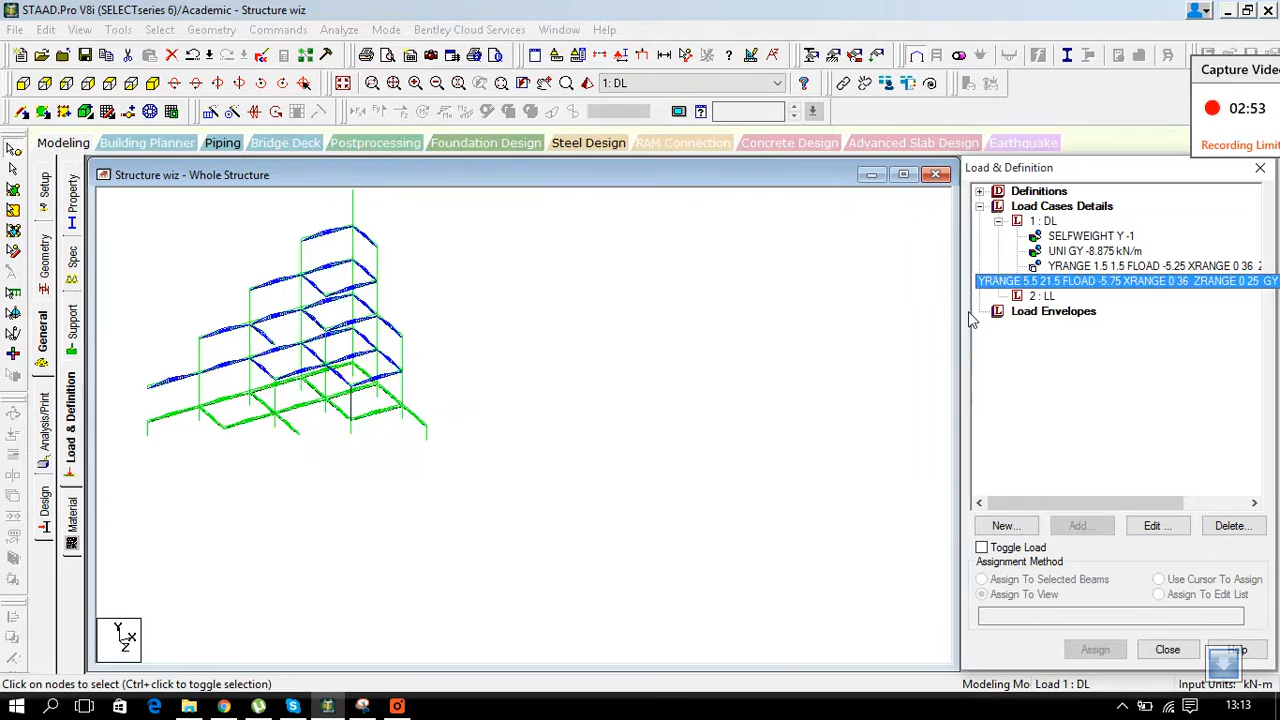 STAAD.Pro V8i (SELECTseries 6)/Academic - Structure wiz
File Edit View Tools Select Geometry Commands Analyze Mode Bentley Cloud Services Window Help
Capture Vide
1: DL
02:53
Recording Limit
Modeling Building Planner Piping Bridge Deck Postprocessing Foundation Design Steel Design RAM Connection Concrete Design Advanced Slab Design Earthquake
Structure wiz - Whole Structure
Load & Definition
Setup
Geometry
General
Analysis/Print
Design
Property
Spec
Support
Load & Definition
Material
Definitions
Load Cases Details
1 : DL
SELFWEIGHT Y -1
UNI GY -8.875 kN/m
YRANGE 1.5 1.5 FLOAD -5.25 XRANGE 0 36
YRANGE 5.5 21.5 FLOAD -5.75 XRANGE 0 36 ZRANGE 0 25 GY
2 : LL
Load Envelopes
New... Add... Edit ... Delete...
Toggle Load
Assignment Method
Assign To Selected Beams Use Cursor To Assign
Assign To View Assign To Edit List
Assign Close Help
Y
X
Z
Click on nodes to select (Ctrl+click to toggle selection) Modeling Mo Load 1 : DL Input Units: kN-m
13:13